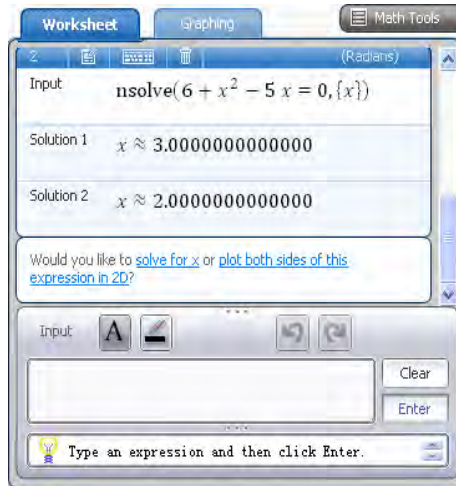 Worksheet
Graphing
Math Tools
2
(Radians)
Input
nsolve(6 + x² − 5 x = 0,{x})
Solution 1
x ≈ 3.0000000000000
Solution 2
x ≈ 2.0000000000000
Would you like to solve for x or plot both sides of this
expression in 2D?
Input
A
Clear
Enter
Type an expression and then click Enter.